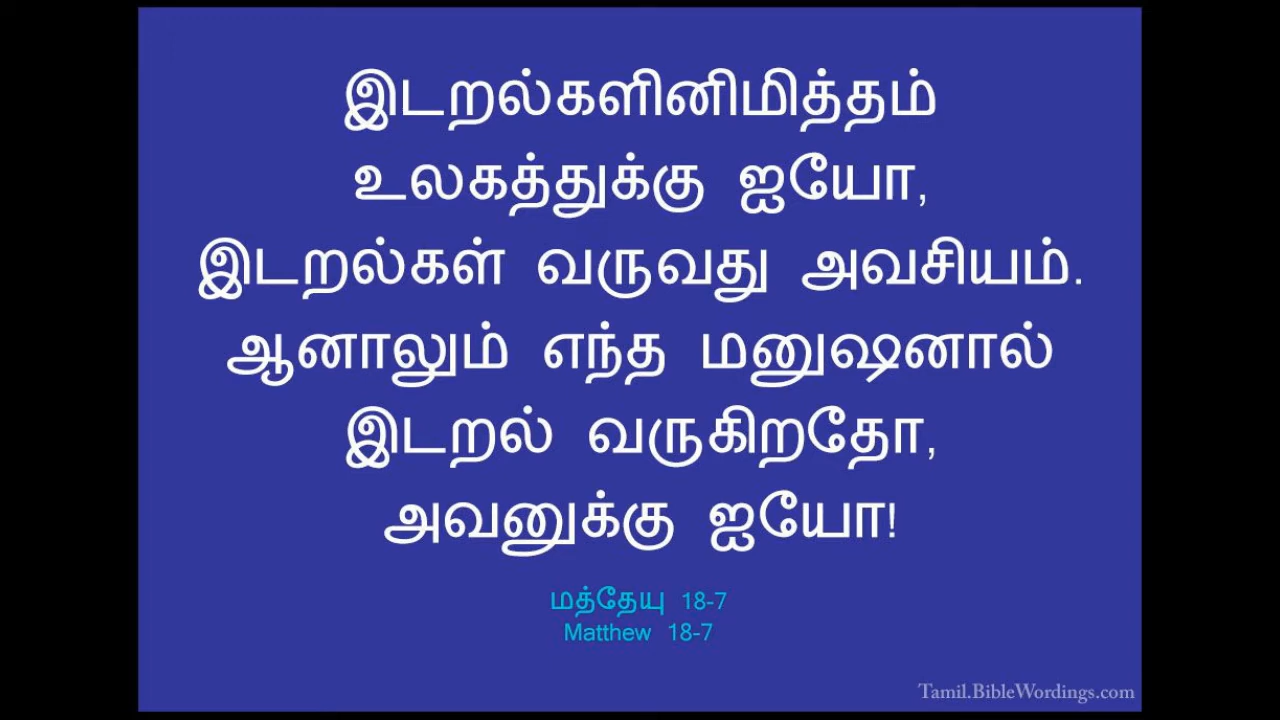 இடறல்களினிமித்தம்
உலகத்துக்கு ஐயோ,
இடறல்கள் வருவது அவசியம்.
ஆனாலும் எந்த மனுஷனால்
இடறல் வருகிறதோ,
அவனுக்கு ஐயோ!
மத்தேயு 18-7
Matthew 18-7
Tamil.BibleWordings.com